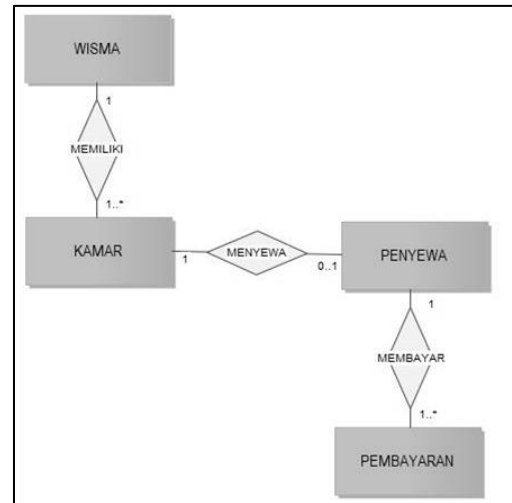 WISMA
1
MEMILIKI
1..*
KAMAR
1
MENYEWA
0..1
PENYEWA
1
MEMBAYAR
1..*
PEMBAYARAN